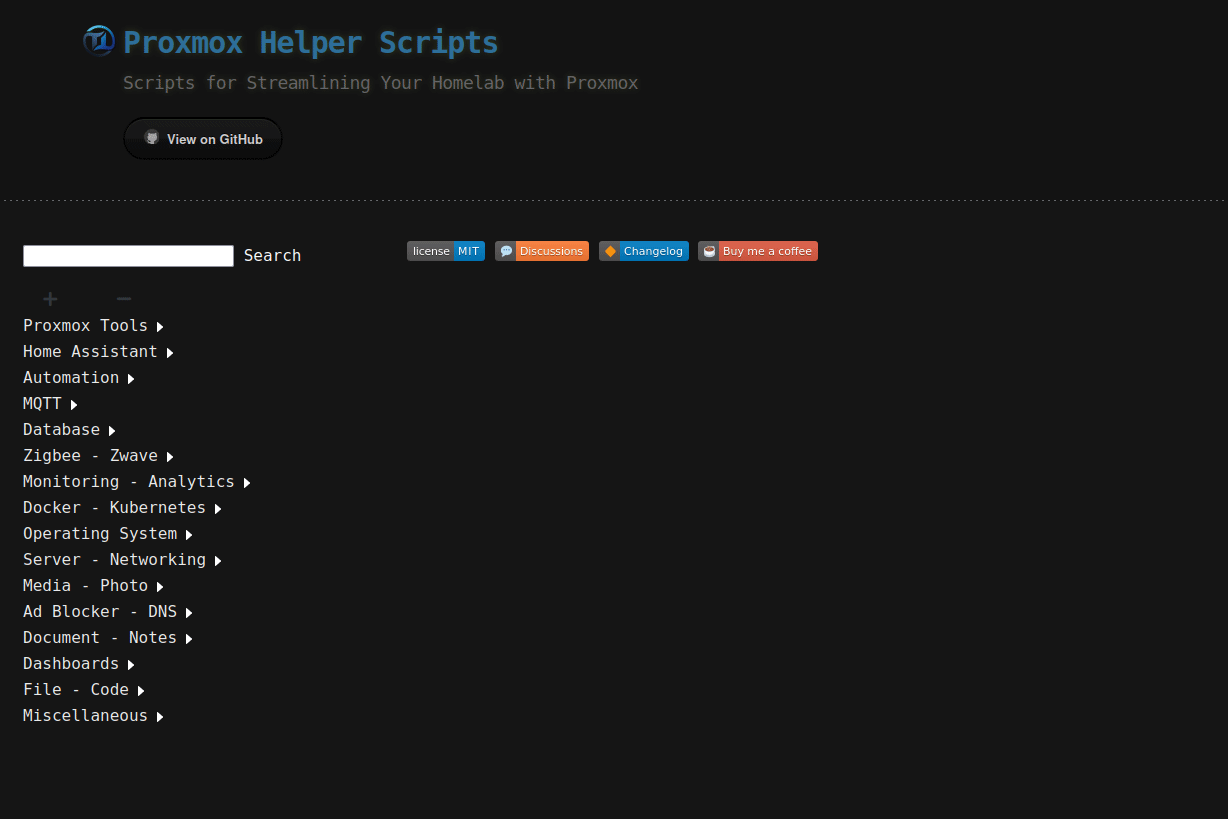 Proxmox Helper Scripts
Scripts for Streamlining Your Homelab with Proxmox
View on GitHub
Search
license MIT
Discussions
Changelog
Buy me a coffee
Proxmox Tools
Home Assistant
Automation
MQTT
Database
Zigbee - Zwave
Monitoring - Analytics
Docker - Kubernetes
Operating System
Server - Networking
Media - Photo
Ad Blocker - DNS
Document - Notes
Dashboards
File - Code
Miscellaneous